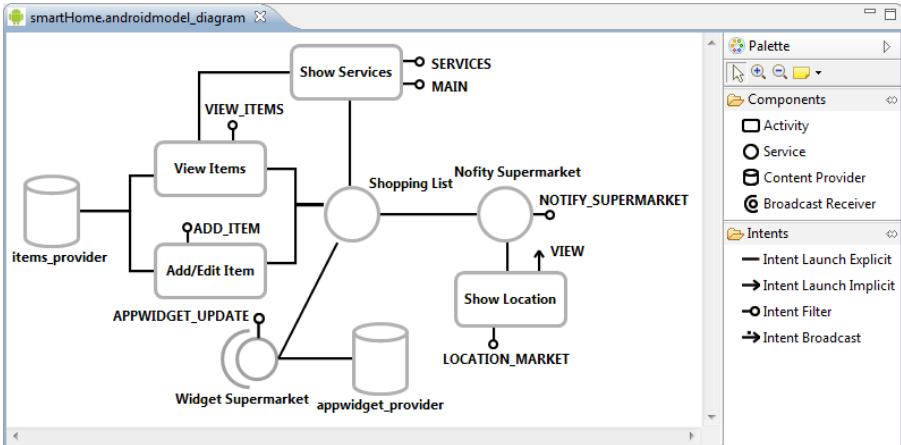 smartHome.androidmodel_diagram
Show Services
SERVICES
MAIN
VIEW_ITEMS
View Items
Shopping List
Nofity Supermarket
NOTIFY_SUPERMARKET
items_provider
ADD_ITEM
Add/Edit Item
VIEW
Show Location
APPWIDGET_UPDATE
LOCATION_MARKET
Widget Supermarket
appwidget_provider
Palette
Components
Activity
Service
Content Provider
Broadcast Receiver
Intents
Intent Launch Explicit
Intent Launch Implicit
Intent Filter
Intent Broadcast